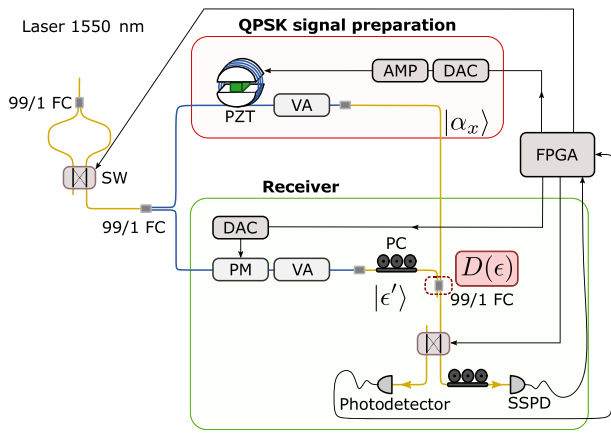 Laser 1550 nm
QPSK signal preparation
99/1 FC
PZT
VA
AMP
DAC
|α_x⟩
FPGA
SW
99/1 FC
Receiver
DAC
PM
VA
PC
|ϵ′⟩
D(ϵ)
99/1 FC
Photodetector
SSPD